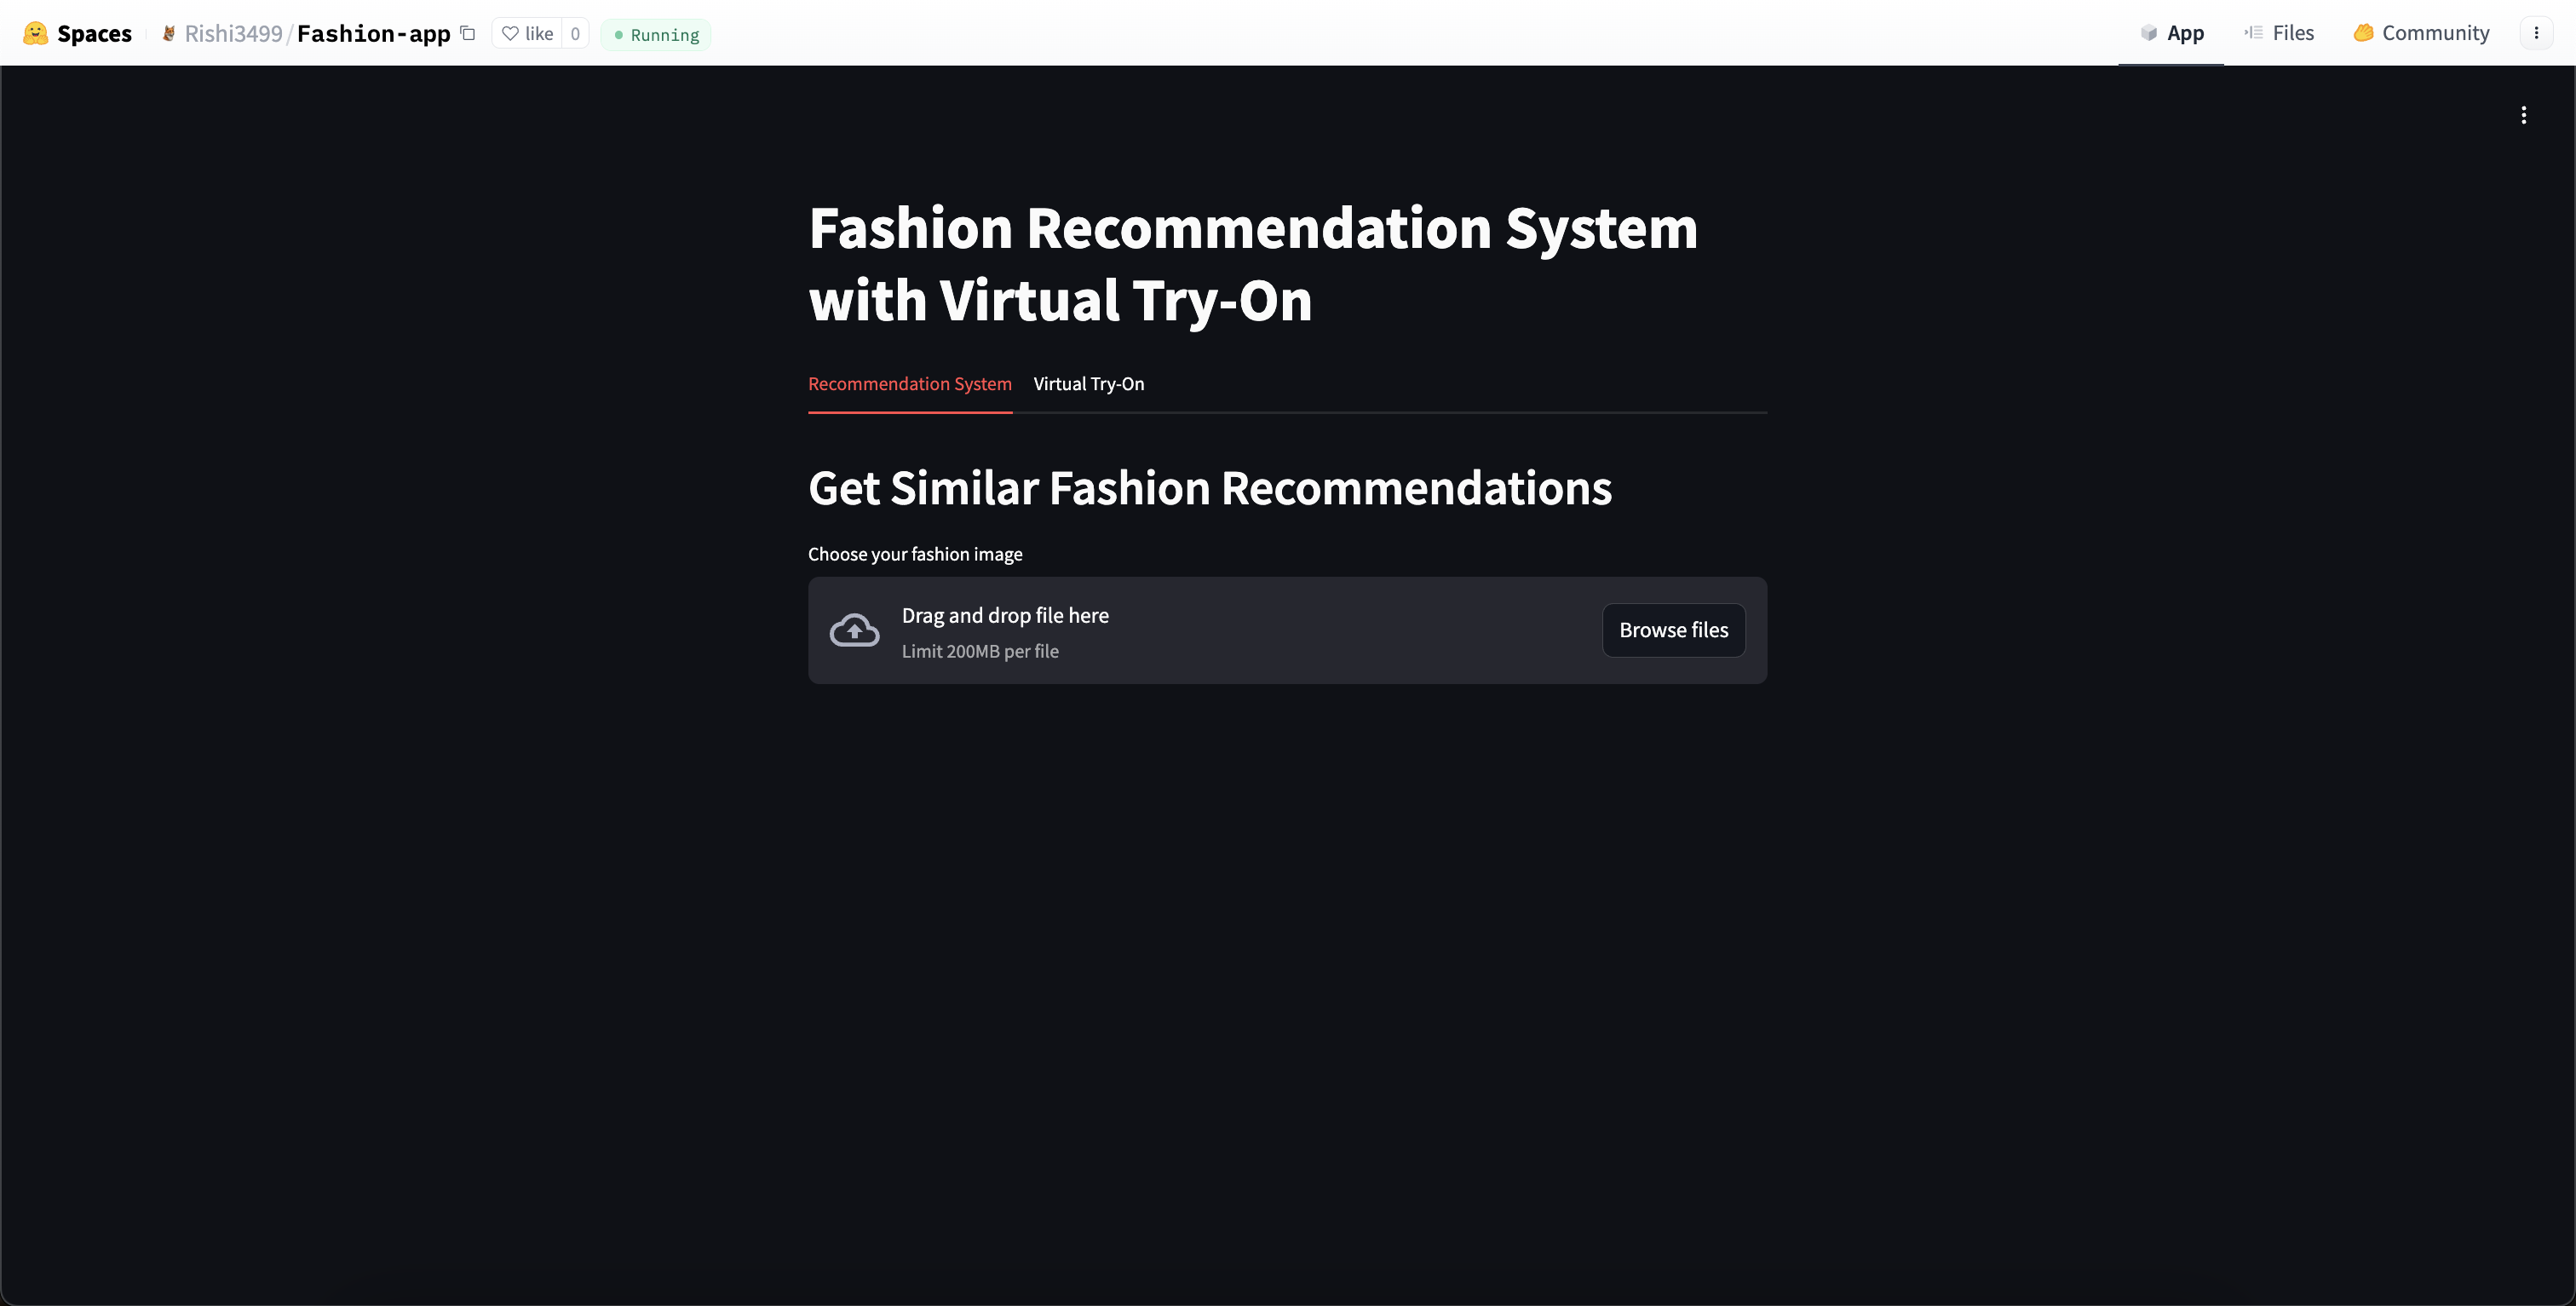 Spaces Rishi3499/Fashion-app like 0 Running App Files Community
Fashion Recommendation System
with Virtual Try-On
Recommendation System Virtual Try-On
Get Similar Fashion Recommendations
Choose your fashion image
Drag and drop file here
Limit 200MB per file
Browse files